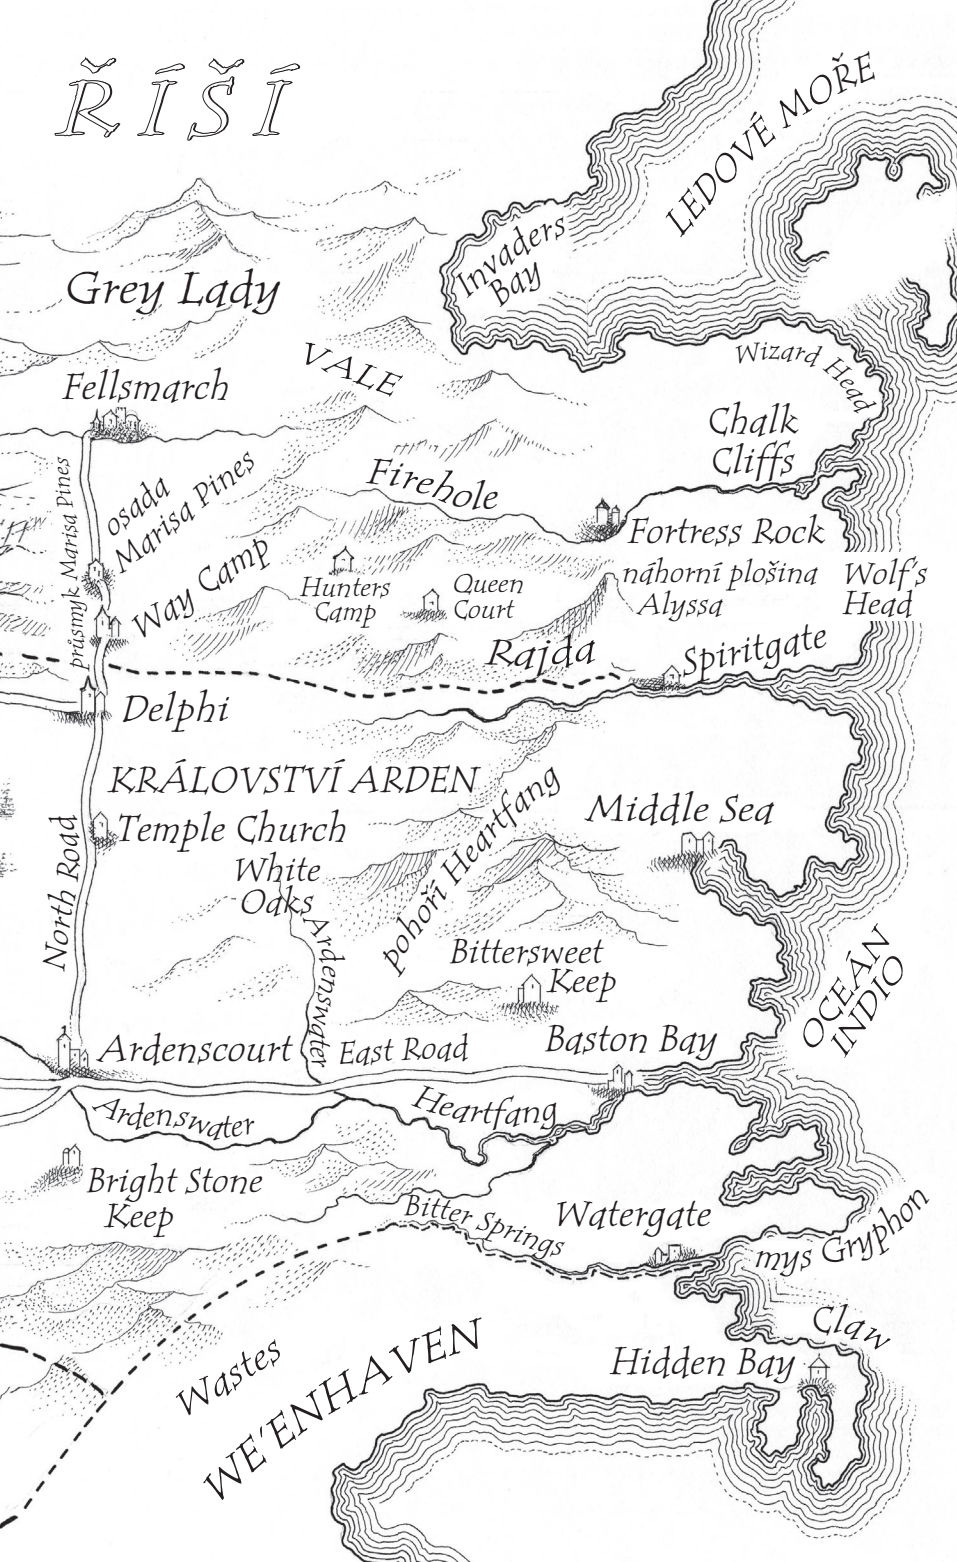 ŘÍŠÍ
LEDOVÉ MOŘE
Invaders
Bay
Grey Lady
VALE
Wizard Head
Fellsmarch
Chalk
Cliffs
průsmyk Marisa Pines
osada
Marisa Pines
Firehole
Fortress Rock
Way Camp
Hunters
Camp
Queen
Court
náhorní plošina
Alyssa
Wolf's
Head
Rajda
Spiritgate
Delphi
KRÁLOVSTVÍ ARDEN
Middle Sea
North Road
Temple Church
White
Oaks
pohoří Heartfang
Ardenswater
Bittersweet
Keep
OCEÁN
INDIO
Ardenscourt
East Road
Baston Bay
Ardenswater
Heartfang
Bright Stone
Keep
Bitter Springs
Watergate
mys Gryphon
Claw
Hidden Bay
Wastes
WE'ENHAVEN